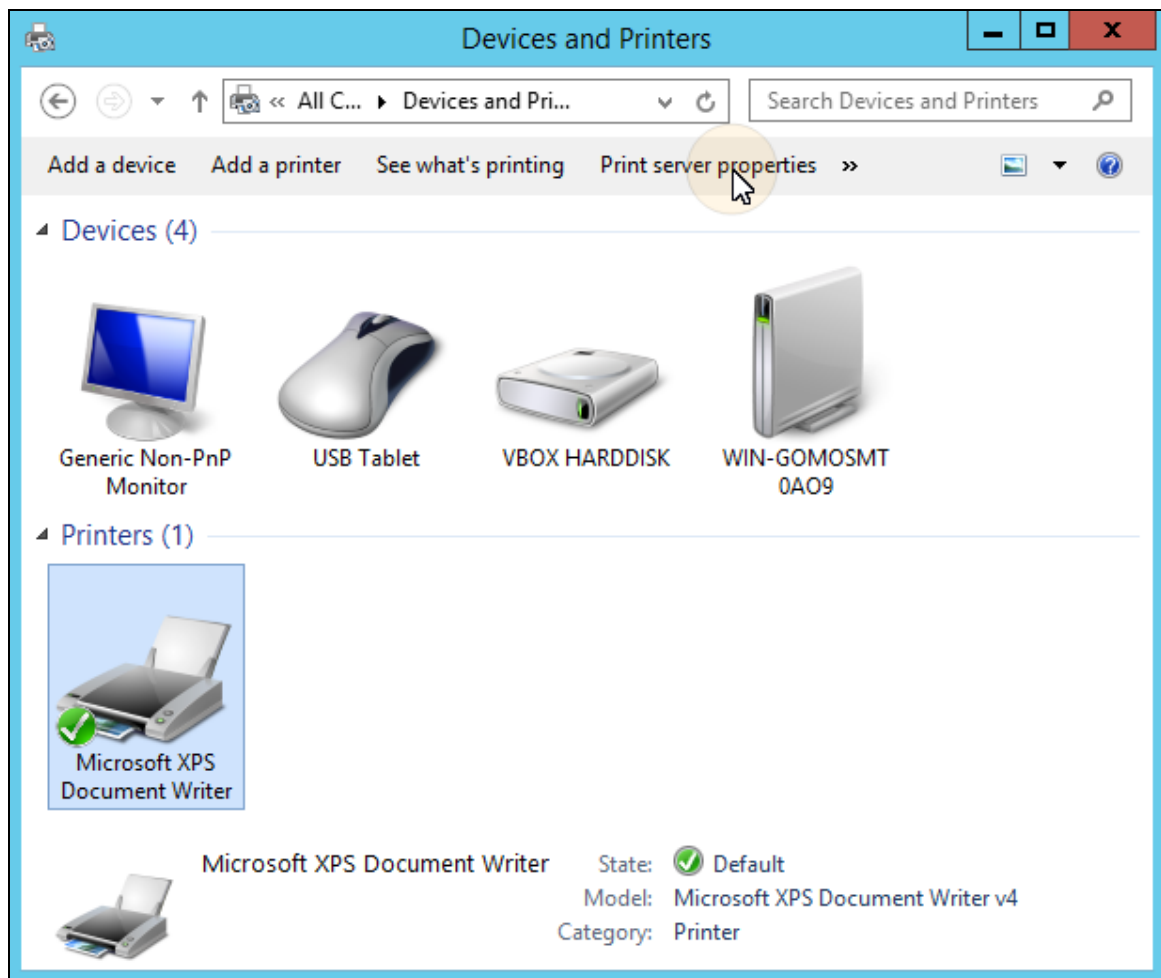 Devices and Printers
« All C... ▸ Devices and Pri...
Search Devices and Printers
Add a device Add a printer See what's printing Print server properties »
Devices (4)
Generic Non-PnP
Monitor
USB Tablet
VBOX HARDDISK
WIN-GOMOSMT
0AO9
Printers (1)
Microsoft XPS
Document Writer
Microsoft XPS Document Writer State: Default
Model: Microsoft XPS Document Writer v4
Category: Printer